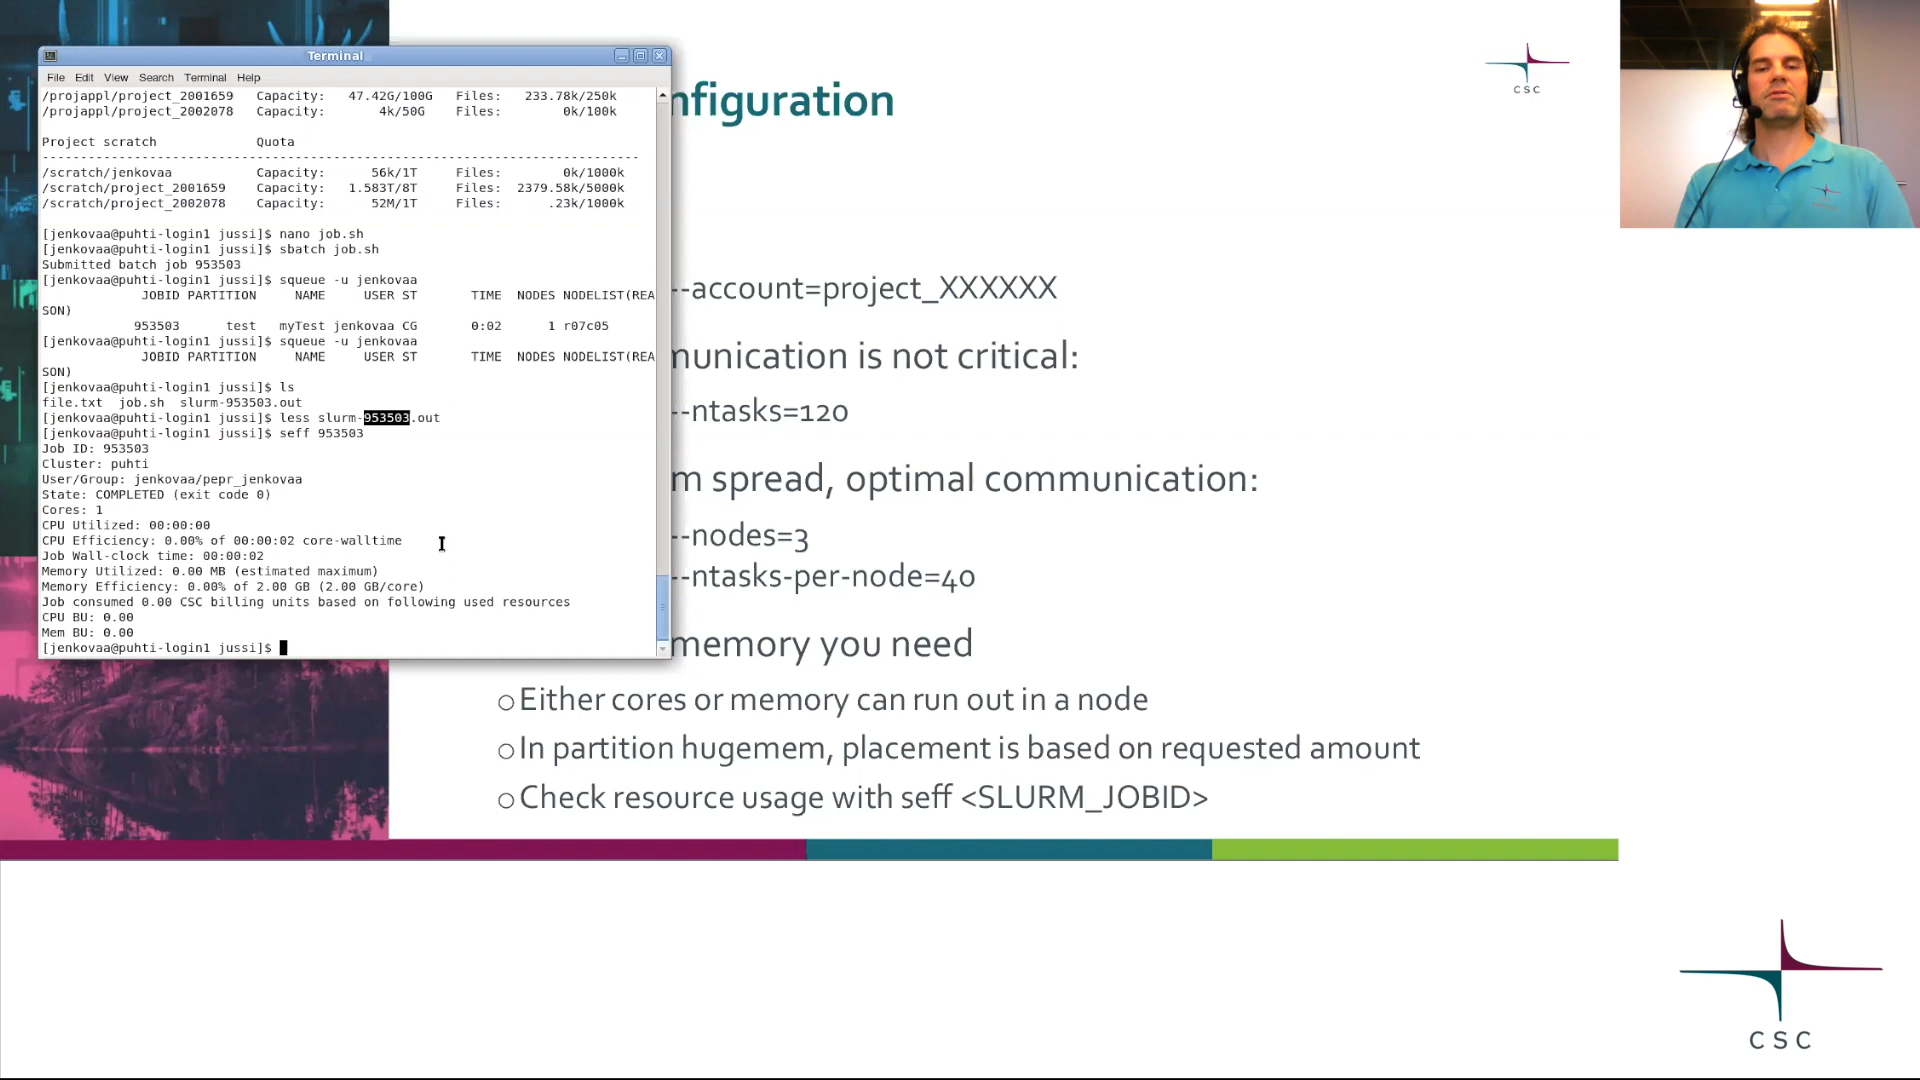 Terminal
File Edit View Search Terminal Help
/projappl/project_2001659 Capacity: 47.42G/100G Files: 233.78k/250k
/projappl/project_2002078 Capacity: 4k/50G Files: 0k/100k
Project scratch Quota
--------------------------------------------------------------------------------
/scratch/jenkovaa Capacity: 56k/1T Files: 0k/1000k
/scratch/project_2001659 Capacity: 1.583T/8T Files: 2379.58k/5000k
/scratch/project_2002078 Capacity: 52M/1T Files: .23k/1000k
[jenkovaa@puhti-login1 jussi]$ nano job.sh
[jenkovaa@puhti-login1 jussi]$ sbatch job.sh
Submitted batch job 953503
[jenkovaa@puhti-login1 jussi]$ squeue -u jenkovaa
JOBID PARTITION NAME USER ST TIME NODES NODELIST(REA
SON)
953503 test myTest jenkovaa CG 0:02 1 r07c05
[jenkovaa@puhti-login1 jussi]$ squeue -u jenkovaa
JOBID PARTITION NAME USER ST TIME NODES NODELIST(REA
SON)
[jenkovaa@puhti-login1 jussi]$ ls
file.txt job.sh slurm-953503.out
[jenkovaa@puhti-login1 jussi]$ less slurm-953503.out
[jenkovaa@puhti-login1 jussi]$ seff 953503
Job ID: 953503
Cluster: puhti
User/Group: jenkovaa/pepr_jenkovaa
State: COMPLETED (exit code 0)
Cores: 1
CPU Utilized: 00:00:00
CPU Efficiency: 0.00% of 00:00:02 core-walltime
Job Wall-clock time: 00:00:02
Memory Utilized: 0.00 MB (estimated maximum)
Memory Efficiency: 0.00% of 2.00 GB (2.00 GB/core)
Job consumed 0.00 CSC billing units based on following used resources
CPU BU: 0.00
Mem BU: 0.00
[jenkovaa@puhti-login1 jussi]$
nfiguration
--account=project_XXXXXX
munication is not critical:
--ntasks=120
m spread, optimal communication:
--nodes=3
--ntasks-per-node=40
memory you need
o Either cores or memory can run out in a node
o In partition hugemem, placement is based on requested amount
o Check resource usage with seff <SLURM_JOBID>
CSC
CSC